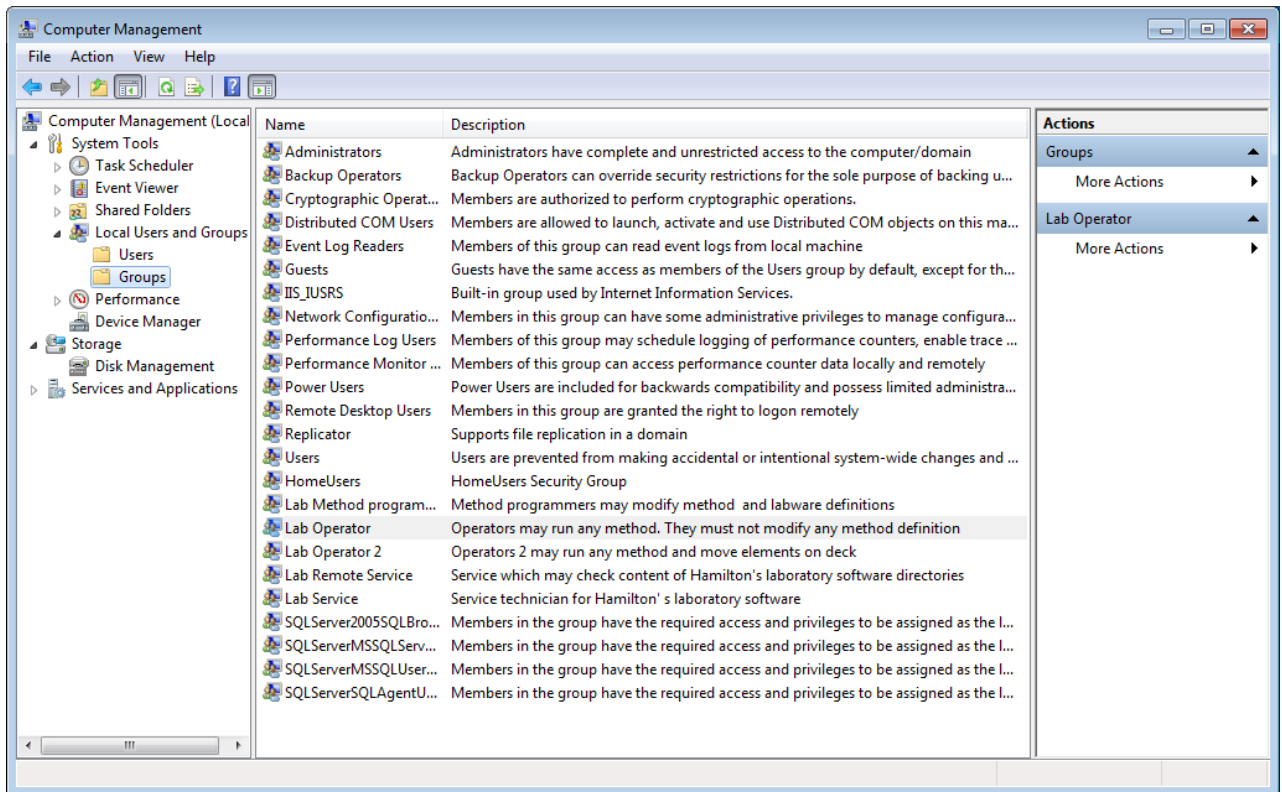 Computer Management
File Action View Help
Computer Management (Local
System Tools
Task Scheduler
Event Viewer
Shared Folders
Local Users and Groups
Users
Groups
Performance
Device Manager
Storage
Disk Management
Services and Applications
Name Description
Administrators Administrators have complete and unrestricted access to the computer/domain
Backup Operators Backup Operators can override security restrictions for the sole purpose of backing u...
Cryptographic Operat... Members are authorized to perform cryptographic operations.
Distributed COM Users Members are allowed to launch, activate and use Distributed COM objects on this ma...
Event Log Readers Members of this group can read event logs from local machine
Guests Guests have the same access as members of the Users group by default, except for th...
IIS_IUSRS Built-in group used by Internet Information Services.
Network Configuratio... Members in this group can have some administrative privileges to manage configura...
Performance Log Users Members of this group may schedule logging of performance counters, enable trace ...
Performance Monitor ... Members of this group can access performance counter data locally and remotely
Power Users Power Users are included for backwards compatibility and possess limited administra...
Remote Desktop Users Members in this group are granted the right to logon remotely
Replicator Supports file replication in a domain
Users Users are prevented from making accidental or intentional system-wide changes and ...
HomeUsers HomeUsers Security Group
Lab Method program... Method programmers may modify method and labware definitions
Lab Operator Operators may run any method. They must not modify any method definition
Lab Operator 2 Operators 2 may run any method and move elements on deck
Lab Remote Service Service which may check content of Hamilton's laboratory software directories
Lab Service Service technician for Hamilton' s laboratory software
SQLServer2005SQLBro... Members in the group have the required access and privileges to be assigned as the l...
SQLServerMSSQLServ... Members in the group have the required access and privileges to be assigned as the l...
SQLServerMSSQLUser... Members in the group have the required access and privileges to be assigned as the l...
SQLServerSQLAgentU... Members in the group have the required access and privileges to be assigned as the l...
Actions
Groups
More Actions
Lab Operator
More Actions